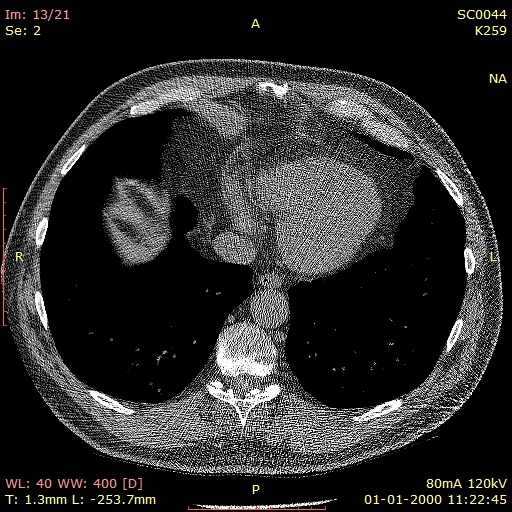 Im: 13/21
Se: 2
A
SC0044
K259
NA
R
L
WL: 40 WW: 400 [D]
T: 1.3mm L: -253.7mm
P
80mA 120kV
01-01-2000 11:22:45